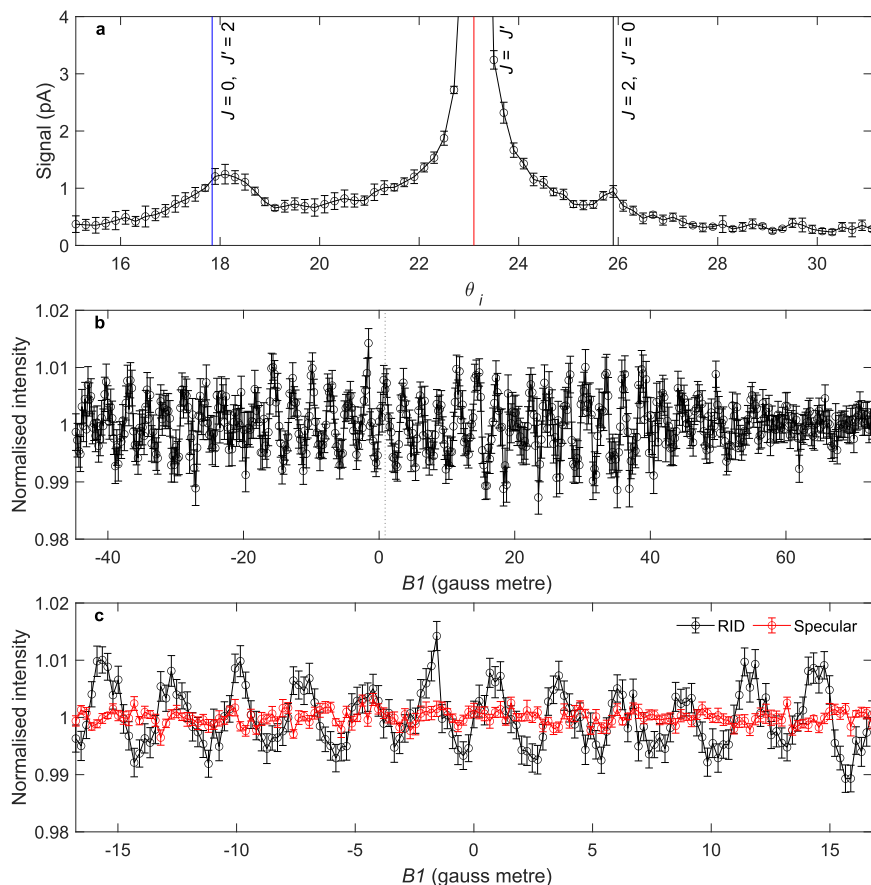 a
4
3
2
1
0
Signal (pA)
J = 0, J' = 2
J = J'
J = 2, J' = 0
16 18 20 22 24 26 28 30
θ i
b
1.02
1.01
1
0.99
0.98
Normalised intensity
-40 -20 0 20 40 60
B1 (gauss metre)
c
RID Specular
1.02
1.01
1
0.99
0.98
Normalised intensity
-15 -10 -5 0 5 10 15
B1 (gauss metre)